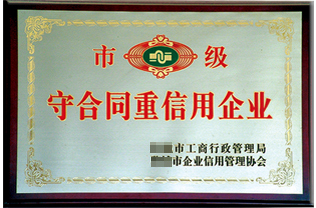 市 级
守合同重信用企业
市工商行政管理局
市企业信用管理协会